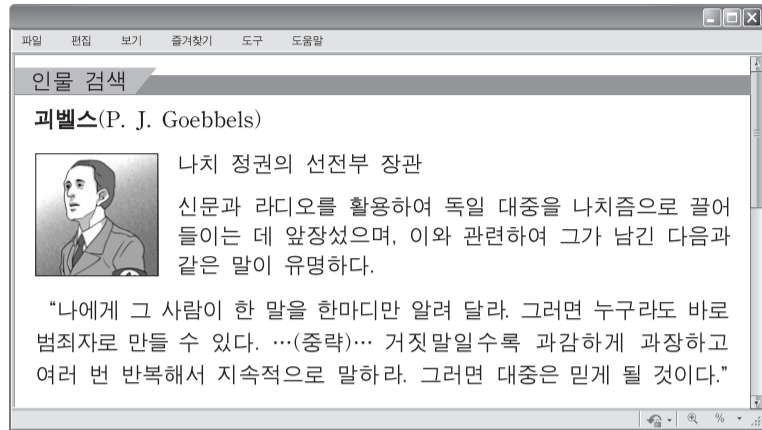 파일 편집 보기 즐겨찾기 도구 도움말
인물 검색
괴벨스(P. J. Goebbels)
나치 정권의 선전부 장관
신문과 라디오를 활용하여 독일 대중을 나치즘으로 끌어
들이는 데 앞장섰으며, 이와 관련하여 그가 남긴 다음과
같은 말이 유명하다.
“나에게 그 사람이 한 말을 한마디만 알려 달라. 그러면 누구라도 바로
범죄자로 만들 수 있다. …(중략)… 거짓말일수록 과감하게 과장하고
여러 번 반복해서 지속적으로 말하라. 그러면 대중은 믿게 될 것이다.”
%